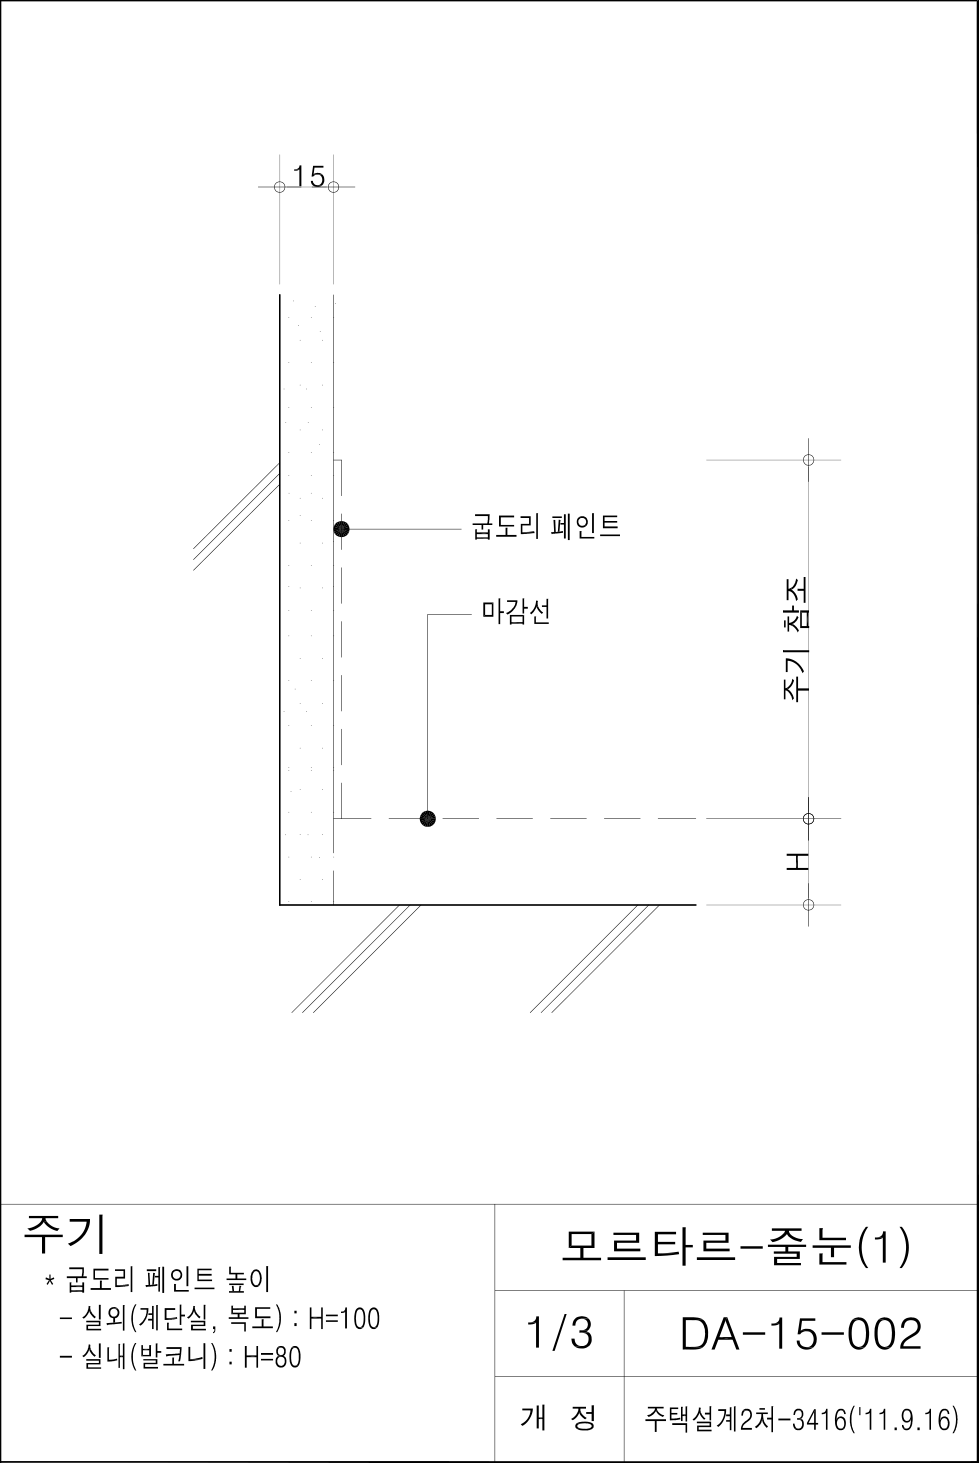 15
굽도리 페인트
마감선
주기 참조
H
주기
* 굽도리 페인트 높이
- 실외(계단실, 복도) : H=100
- 실내(발코니) : H=80
모르타르-줄눈(1)
1/3
DA-15-002
개 정
주택설계2처-3416('11.9.16)